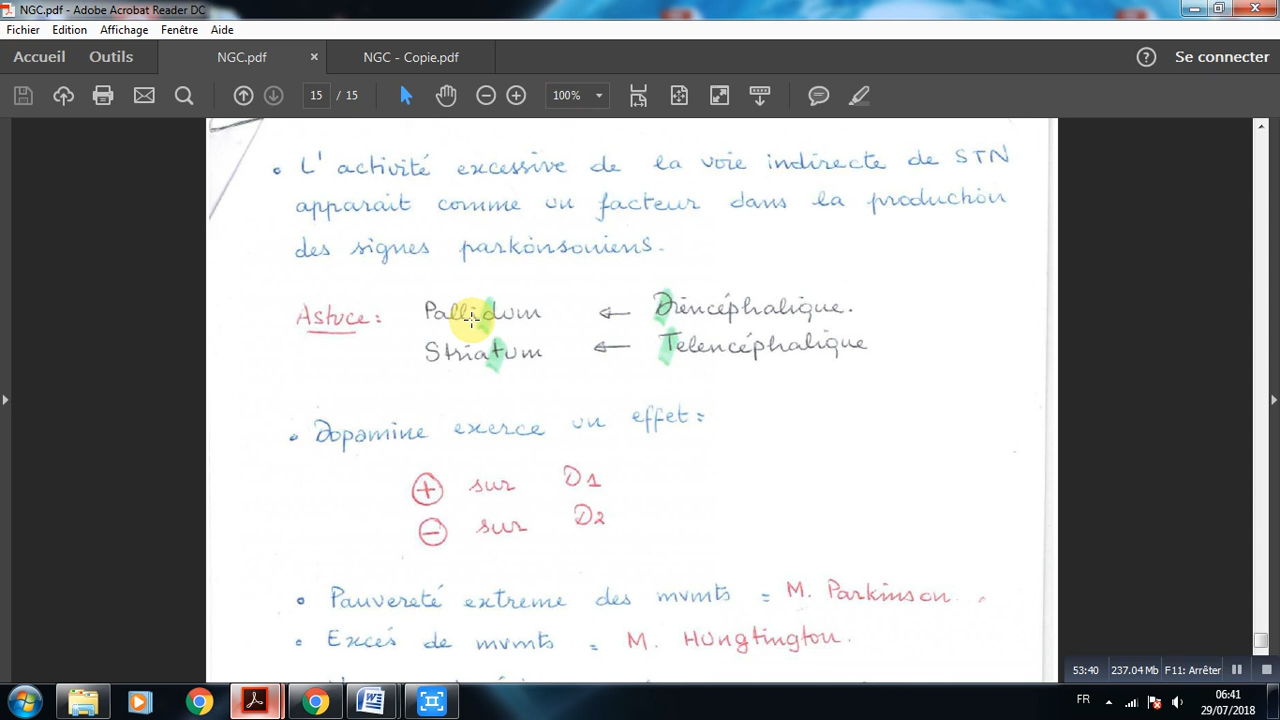 NGC.pdf - Adobe Acrobat Reader DC
Fichier Edition Affichage Fenêtre Aide
Accueil Outils NGC.pdf × NGC - Copie.pdf ? Se connecter
15 / 15 100%
• L'activité excessive de la voie indirecte de STN
apparait comme un facteur dans la production
des signes parkonsoniens.
Astuce : Pallidum ← Diencéphalique.
Striatum ← Telencéphalique
• Dopamine exerce un effet :
+ sur D1
- sur D2
• Pauvereté extreme des mvmts = M. Parkinson.
• Excés de mvmts = M. Hungtington.
53:40 237.04 Mb F11: Arrêter
FR 06:41
29/07/2018